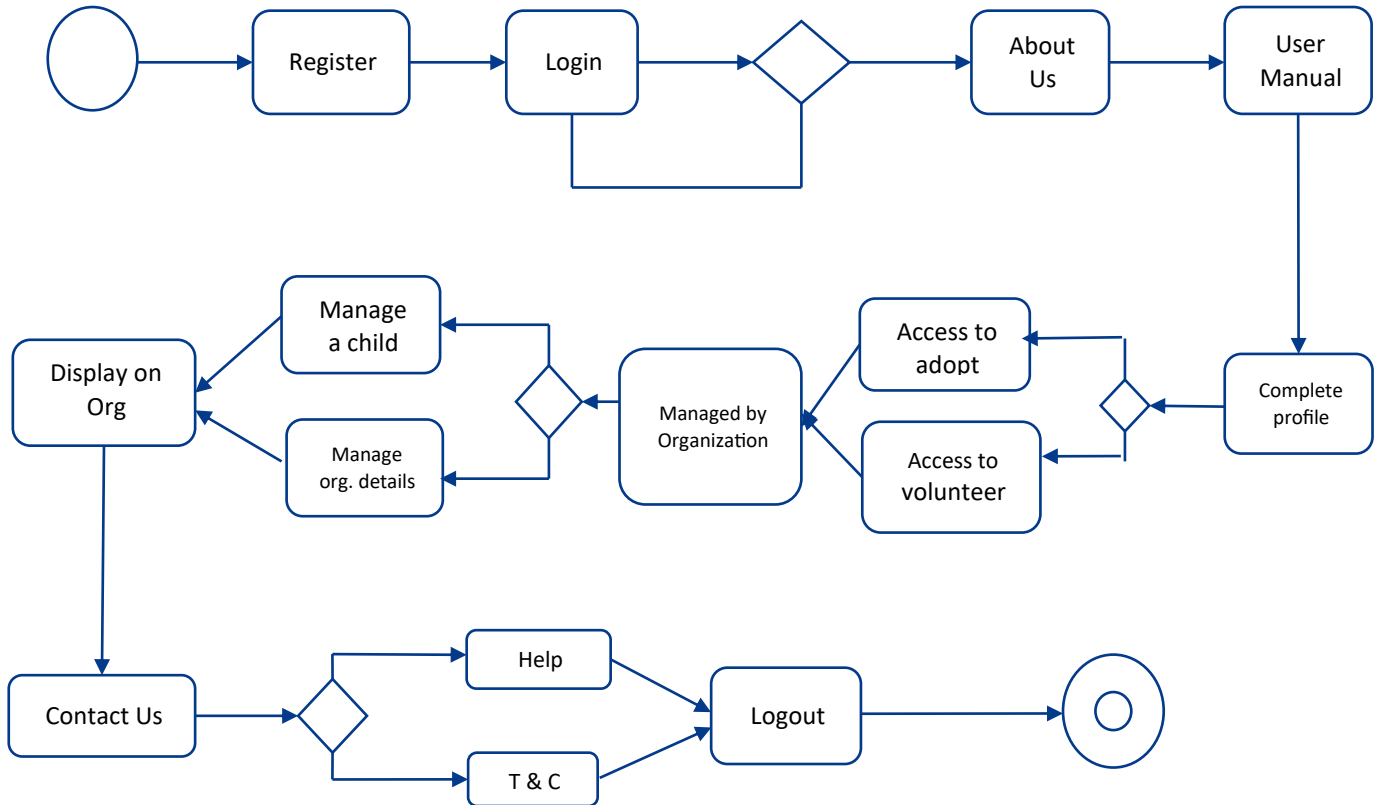 Register
Login
About
Us
User
Manual
Manage
a child
Display on
Org
Manage
org. details
Managed by
Organization
Access to
adopt
Access to
volunteer
Complete
profile
Contact Us
Help
T & C
Logout